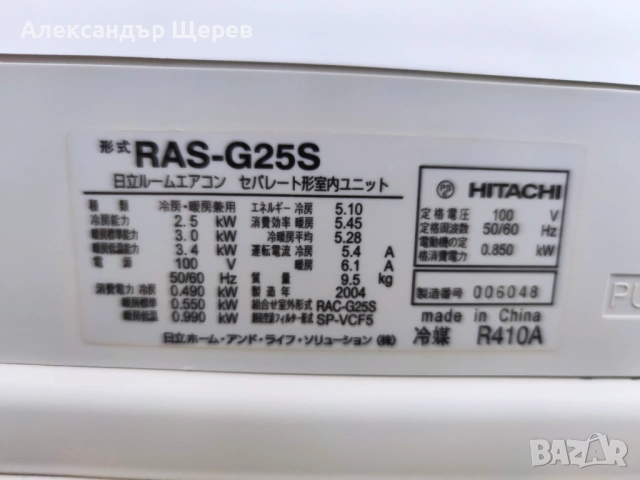 Александър Щерев
形式 RAS-G25S
日立ルームエアコン セパレート形室内ユニット
種 類 冷房・暖房兼用
冷房能力 2.5 kW
暖房標準能力 3.0 kW
暖房低温能力 3.4 kW
電 源 100 V
50/60 Hz
消費電力 冷房 0.490 kW
暖房標準 0.550 kW
暖房低温 0.990 kW
エネルギー 冷房 5.10
消費効率 暖房 5.45
冷暖房平均 5.28
運転電流 冷房 5.4 A
暖房 6.1 A
質 量 9.5 kg
製造年 2004
組合せ室外形式 RAC-G25S
SP-VCF5
日立ホーム・アンド・ライフ・ソリューション(株)
PS HITACHI
定格電圧 100 V
定格周波数 50/60 Hz
電動機の定格消費電力 0.850 kW
製造番号 006048
made in China
冷媒 R410A
PU
BAZAR